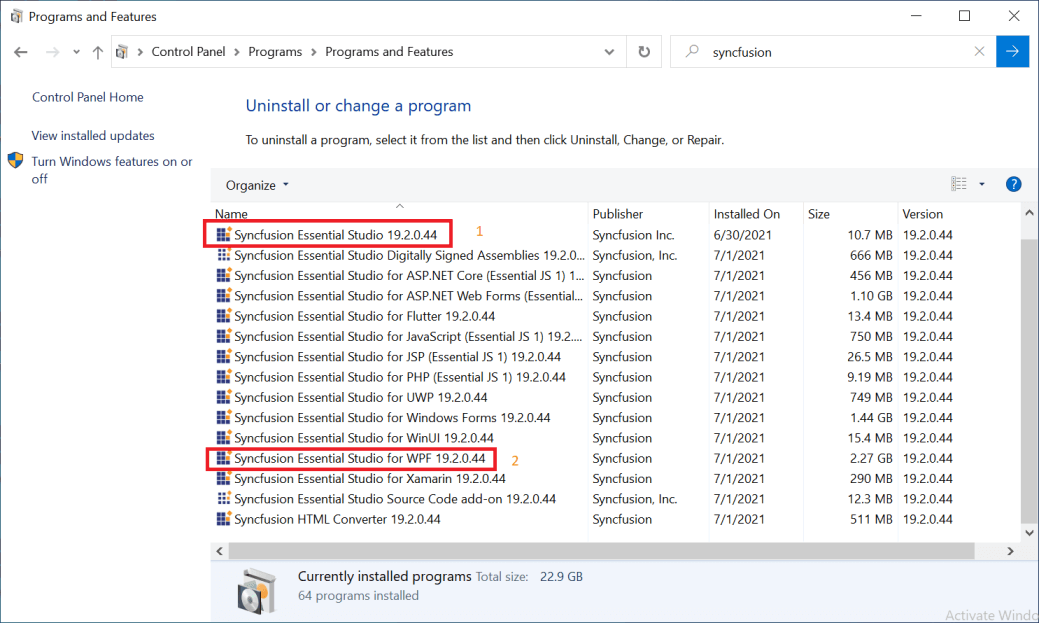 Programs and Features
Control Panel > Programs > Programs and Features
syncfusion
Control Panel Home
View installed updates
Turn Windows features on or
off
Uninstall or change a program
To uninstall a program, select it from the list and then click Uninstall, Change, or Repair.
Organize
?
Name Publisher Installed On Size Version
Syncfusion Essential Studio 19.2.0.44 1 Syncfusion Inc. 6/30/2021 10.7 MB 19.2.0.44
Syncfusion Essential Studio Digitally Signed Assemblies 19.2.0... Syncfusion, Inc. 7/1/2021 666 MB 19.2.0.44
Syncfusion Essential Studio for ASP.NET Core (Essential JS 1) 1... Syncfusion 7/1/2021 456 MB 19.2.0.44
Syncfusion Essential Studio for ASP.NET Web Forms (Essential... Syncfusion 7/1/2021 1.10 GB 19.2.0.44
Syncfusion Essential Studio for Flutter 19.2.0.44 Syncfusion 7/1/2021 13.4 MB 19.2.0.44
Syncfusion Essential Studio for JavaScript (Essential JS 1) 19.2.... Syncfusion 7/1/2021 750 MB 19.2.0.44
Syncfusion Essential Studio for JSP (Essential JS 1) 19.2.0.44 Syncfusion 7/1/2021 26.5 MB 19.2.0.44
Syncfusion Essential Studio for PHP (Essential JS 1) 19.2.0.44 Syncfusion 7/1/2021 9.19 MB 19.2.0.44
Syncfusion Essential Studio for UWP 19.2.0.44 Syncfusion 7/1/2021 749 MB 19.2.0.44
Syncfusion Essential Studio for Windows Forms 19.2.0.44 Syncfusion 7/1/2021 1.44 GB 19.2.0.44
Syncfusion Essential Studio for WinUI 19.2.0.44 Syncfusion 7/1/2021 15.4 MB 19.2.0.44
Syncfusion Essential Studio for WPF 19.2.0.44 2 Syncfusion 7/1/2021 2.27 GB 19.2.0.44
Syncfusion Essential Studio for Xamarin 19.2.0.44 Syncfusion 7/1/2021 290 MB 19.2.0.44
Syncfusion Essential Studio Source Code add-on 19.2.0.44 Syncfusion, Inc. 7/1/2021 12.3 MB 19.2.0.44
Syncfusion HTML Converter 19.2.0.44 Syncfusion 7/1/2021 511 MB 19.2.0.44
Currently installed programs Total size: 22.9 GB
64 programs installed
Activate Windo